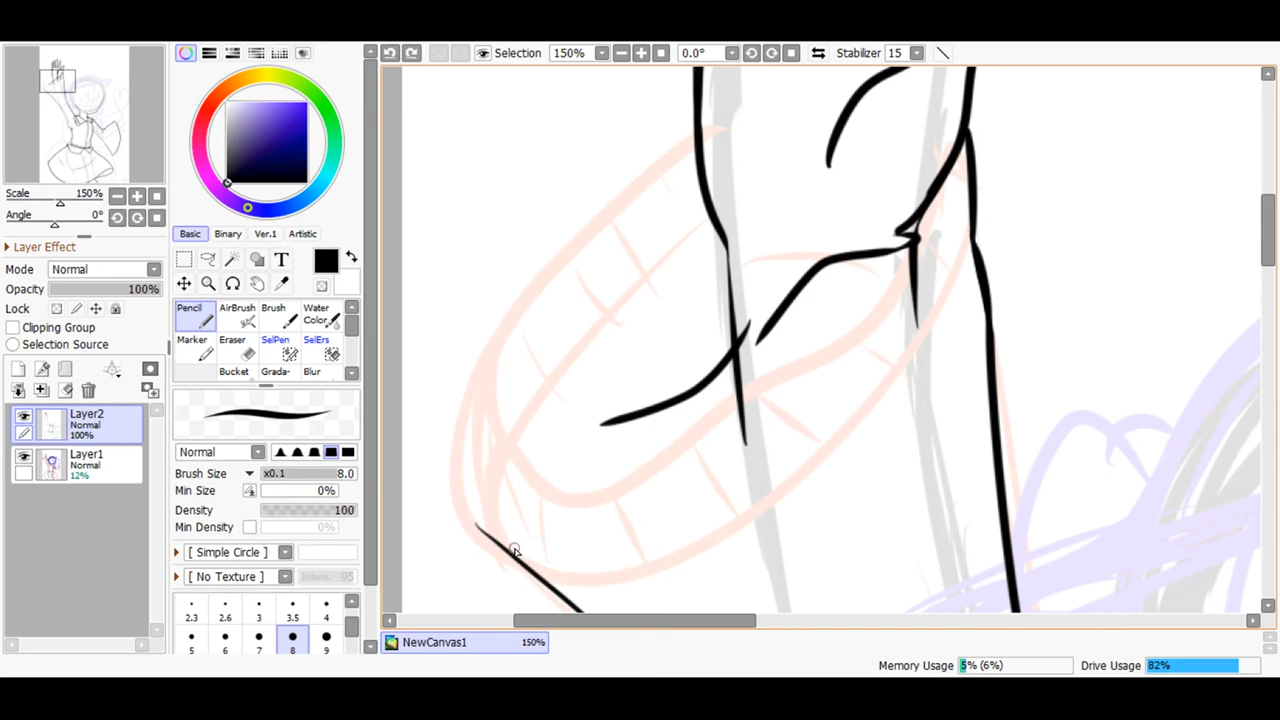 Selection 150% 0.0° Stabilizer 15
Scale 150%
Angle 0°
Layer Effect
Mode Normal
Opacity 100%
Lock
Clipping Group
Selection Source
Layer2
Normal
100%
Layer1
Normal
12%
Basic Binary Ver.1 Artistic
T
Pencil AirBrush Brush Water Color
Marker Eraser SelPen SelErs
Bucket Grada- Blur
Normal
Brush Size x0.1 8.0
Min Size 0%
Density 100
Min Density 0%
[ Simple Circle ]
[ No Texture ] Intens. 95
2.3 2.6 3 3.5 4
5 6 7 8 9
NewCanvas1 150%
Memory Usage 5% (6%) Drive Usage 82%